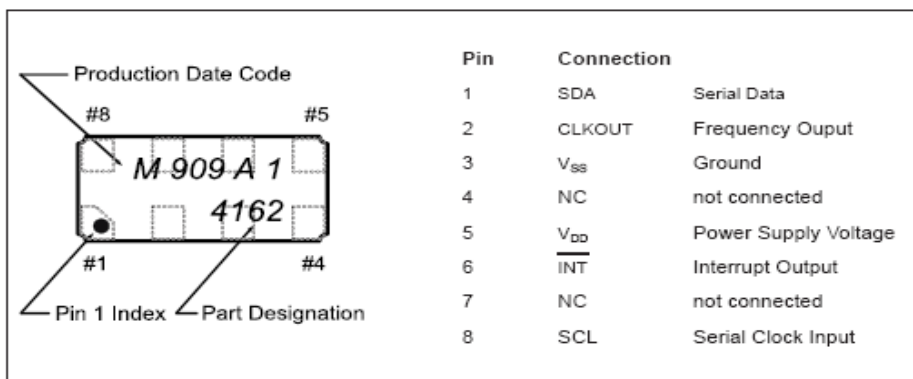 Production Date Code
#8 #5
M 909 A 1
4162
#1 #4
Pin 1 Index Part Designation
Pin Connection
1 SDA Serial Data
2 CLKOUT Frequency Ouput
3 VSS Ground
4 NC not connected
5 VDD Power Supply Voltage
6 INT Interrupt Output
7 NC not connected
8 SCL Serial Clock Input